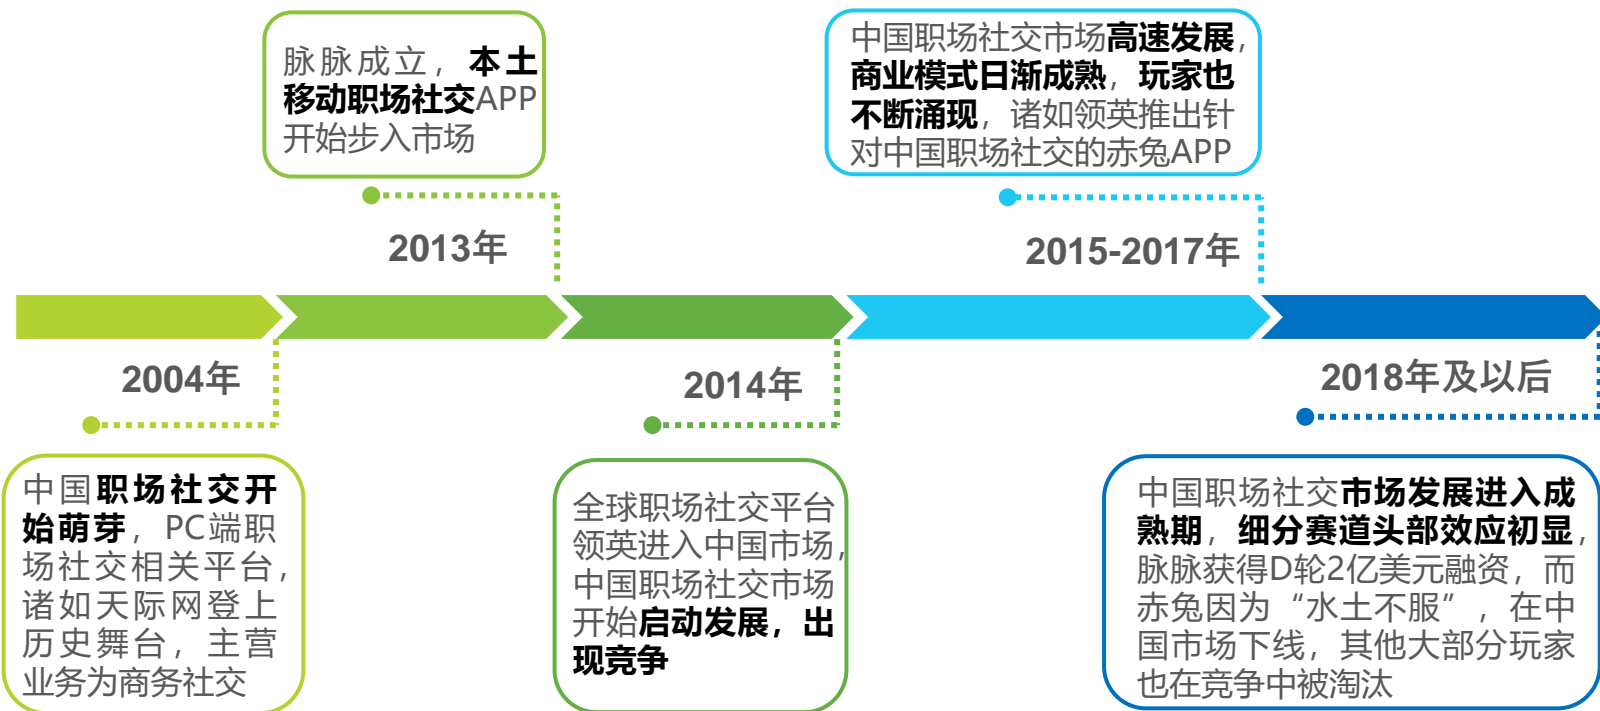 脉脉成立，本土
移动职场社交APP
开始步入市场
2013年
中国职场社交市场高速发展，
商业模式日渐成熟，玩家也
不断涌现，诸如领英推出针
对中国职场社交的赤兔APP
2015-2017年
2004年
中国职场社交开
始萌芽，PC端职
场社交相关平台，
诸如天际网登上
历史舞台，主营
业务为商务社交
2014年
全球职场社交平台
领英进入中国市场，
中国职场社交市场
开始启动发展，出
现竞争
2018年及以后
中国职场社交市场发展进入成
熟期，细分赛道头部效应初显，
脉脉获得D轮2亿美元融资，而
赤兔因为“水土不服”，在中
国市场下线，其他大部分玩家
也在竞争中被淘汰